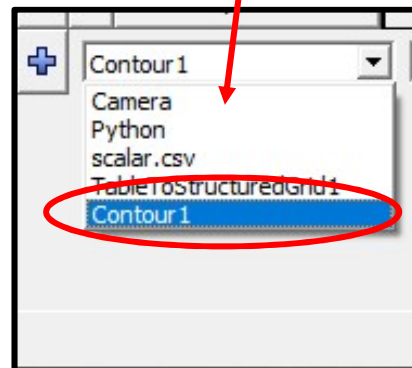 Contour1
Camera
Python
scalar.csv
TableToStructuredGrid1
Contour1